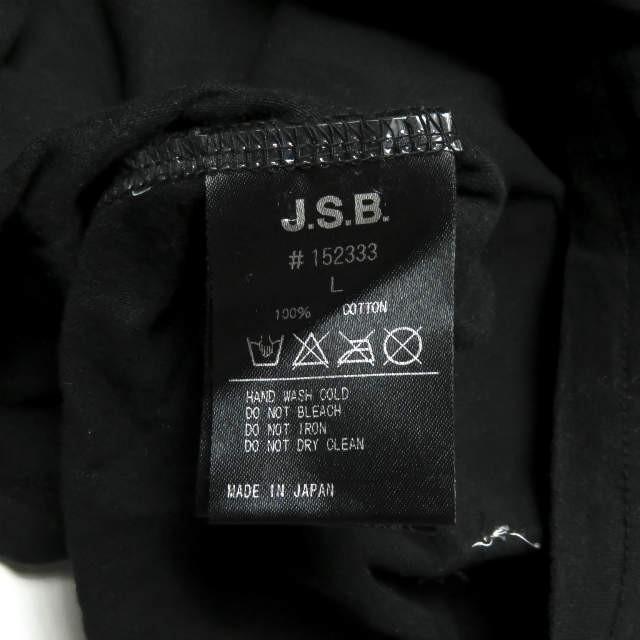 J.S.B.
#152333
L
100% COTTON
HAND WASH COLD
DO NOT BLEACH
DO NOT IRON
DO NOT DRY CLEAN
MADE IN JAPAN